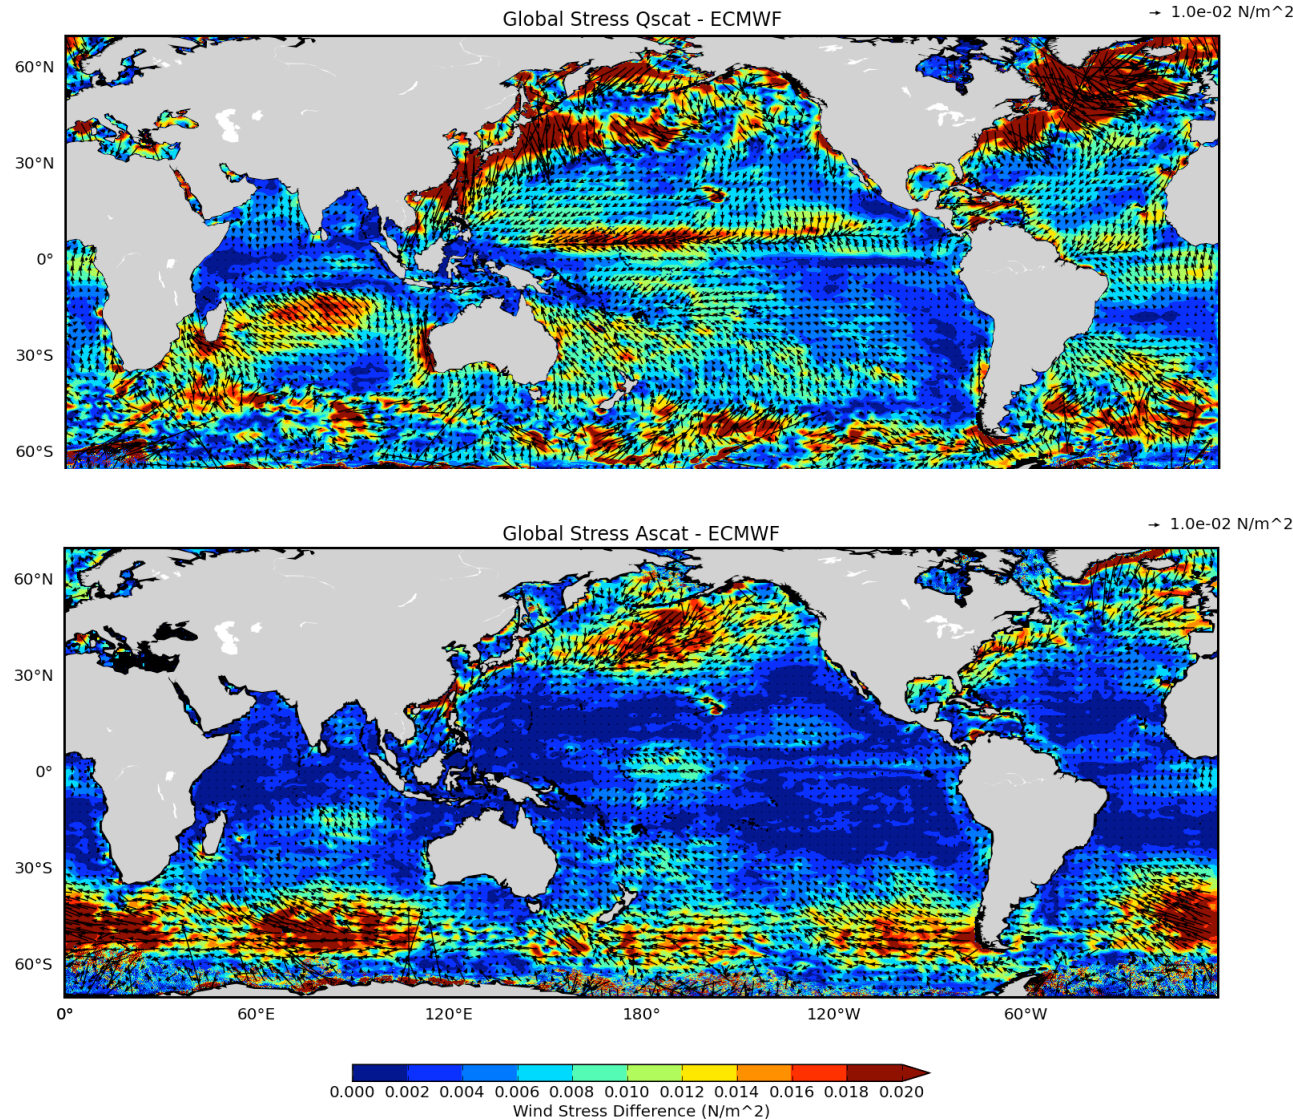 Global Stress Qscat - ECMWF
1.0e-02 N/m^2
60°N
30°N
0°
30°S
60°S
Global Stress Ascat - ECMWF
1.0e-02 N/m^2
60°N
30°N
0°
30°S
60°S
0° 60°E 120°E 180° 120°W 60°W
0.000 0.002 0.004 0.006 0.008 0.010 0.012 0.014 0.016 0.018 0.020
Wind Stress Difference (N/m^2)